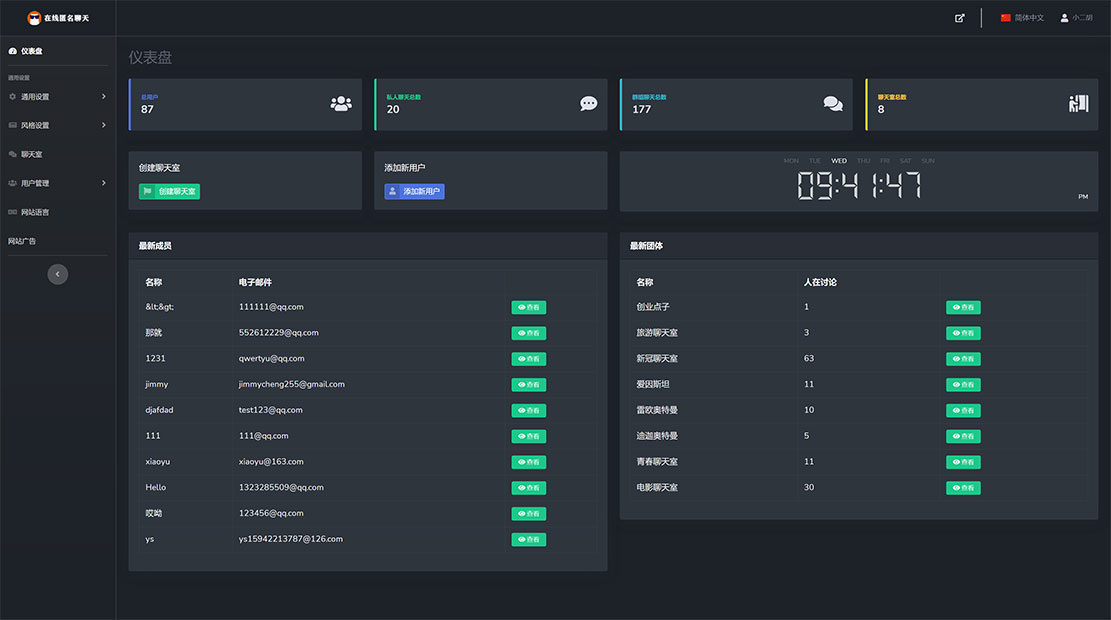 在线匿名聊天
简体中文
小二胡
仪表盘
通用设置
通用设置
风格设置
聊天室
用户管理
网站语言
网站广告
仪表盘
总用户
87
私人聊天总数
20
群组聊天总数
177
聊天室总数
8
创建聊天室
创建聊天室
添加新用户
添加新用户
MON TUE WED THU FRI SAT SUN
09:41:47
PM
最新成员
名称 电子邮件
&lt;&gt; 111111@qq.com 查看
那就 552612229@qq.com 查看
1231 qwertyu@qq.com 查看
jimmy jimmycheng255@gmail.com 查看
djafdad test123@qq.com 查看
111 111@qq.com 查看
xiaoyu xiaoyu@163.com 查看
Hello 1323285509@qq.com 查看
哎呦 123456@qq.com 查看
ys ys15942213787@126.com 查看
最新团体
名称 人在讨论
创业点子 1 查看
旅游聊天室 3 查看
新冠聊天室 63 查看
爱因斯坦 11 查看
雷欧奥特曼 10 查看
迪迦奥特曼 5 查看
青春聊天室 11 查看
电影聊天室 30 查看